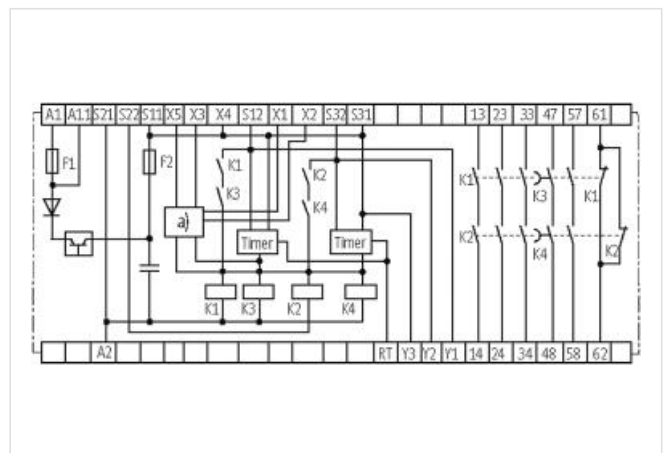 A1 A11 S21 S22 S11 X5 X3 X4 S12 X1 X2 S32 S31 13 23 33 47 57 61
F1 F2 K1 K2
K1 K3 K1
K3 K4
a)
Timer Timer K2 K4 K2
K1 K3 K2 K4
A2 RT Y3 Y2 Y1 14 24 34 48 58 62